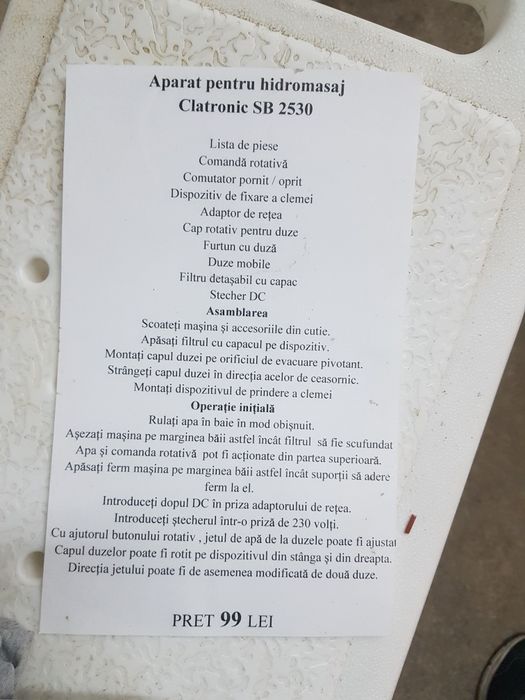 Aparat pentru hidromasaj
Clatronic SB 2530
Lista de piese
Comandă rotativă
Comutator pornit / oprit
Dispozitiv de fixare a clemei
Adaptor de rețea
Cap rotativ pentru duze
Furtun cu duză
Duze mobile
Filtru detașabil cu capac
Stecher DC
Asamblarea
Scoateți mașina și accesoriile din cutie.
Apăsați filtrul cu capacul pe dispozitiv.
Montați capul duzei pe orificiul de evacuare pivotant.
Strângeți capul duzei în direcția acelor de ceasornic.
Montați dispozitivul de prindere a clemei
Operație inițială
Rulați apa în baie în mod obișnuit.
Așezați mașina pe marginea băii astfel încât filtrul să fie scufundat
Apa și comanda rotativă pot fi acționate din partea superioară.
Apăsați ferm mașina pe marginea băii astfel încât suporții să adere
ferm la el.
Introduceți dopul DC în priza adaptorului de rețea.
Introduceți ștecherul într-o priză de 230 volți.
Cu ajutorul butonului rotativ , jetul de apă de la duzele poate fi ajustat
Capul duzelor poate fi rotit pe dispozitivul din stânga și din dreapta.
Direcția jetului poate fi de asemenea modificată de două duze.
PRET 99 LEI